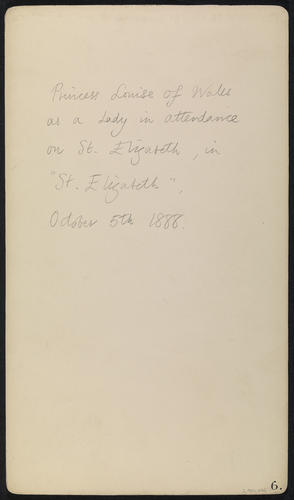 Princess Louise of Wales
as a Lady in attendance
on St. Elizabeth, in
"St. Elizabeth",
October 5th 1888.
6.